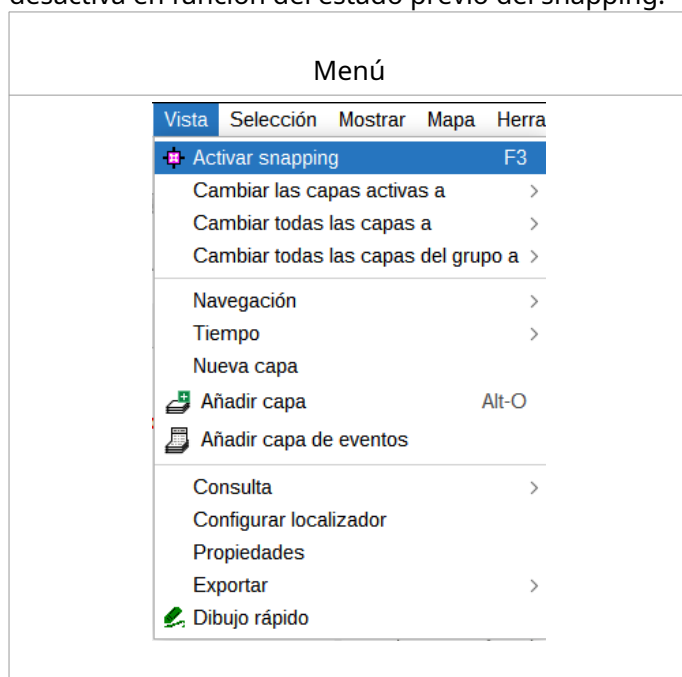 desactiva en función del estado previo del snapping.
Menú
Vista Selección Mostrar Mapa Herra
Activar snapping F3
Cambiar las capas activas a >
Cambiar todas las capas a >
Cambiar todas las capas del grupo a >
Navegación >
Tiempo >
Nueva capa
Añadir capa Alt-O
Añadir capa de eventos
Consulta >
Configurar localizador
Propiedades
Exportar >
Dibujo rápido